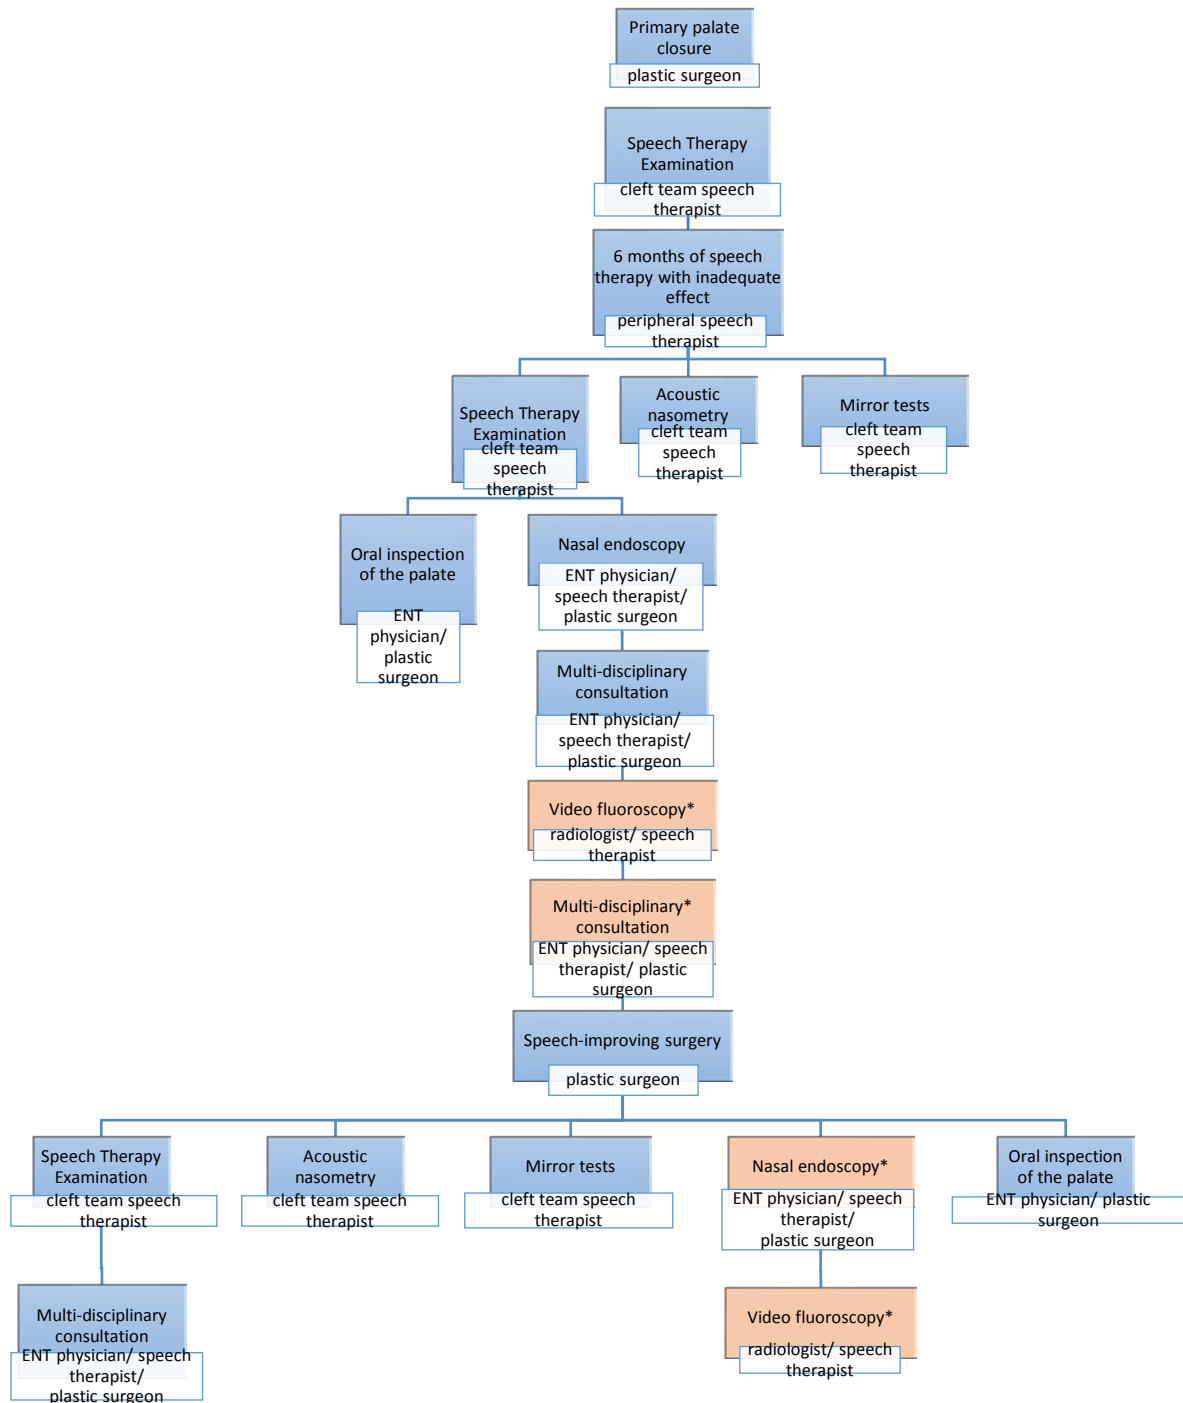 Primary palate
closure
plastic surgeon
Speech Therapy
Examination
cleft team speech
therapist
6 months of speech
therapy with inadequate
effect
peripheral speech
therapist
Speech Therapy
Examination
cleft team
speech
therapist
Acoustic
nasometry
cleft team
speech
therapist
Mirror tests
cleft team
speech
therapist
Oral inspection
of the palate
ENT
physician/
plastic
surgeon
Nasal endoscopy
ENT physician/
speech therapist/
plastic surgeon
Multi-disciplinary
consultation
ENT physician/
speech therapist/
plastic surgeon
Video fluoroscopy*
radiologist/ speech
therapist
Multi-disciplinary*
consultation
ENT physician/ speech
therapist/ plastic
surgeon
Speech-improving surgery
plastic surgeon
Speech Therapy
Examination
cleft team speech
therapist
Acoustic
nasometry
cleft team speech
therapist
Mirror tests
cleft team speech
therapist
Nasal endoscopy*
ENT physician/ speech
therapist/
plastic surgeon
Oral inspection
of the palate
ENT physician/ plastic
surgeon
Multi-disciplinary
consultation
ENT physician/ speech
therapist/
plastic surgeon
Video fluoroscopy*
radiologist/ speech
therapist